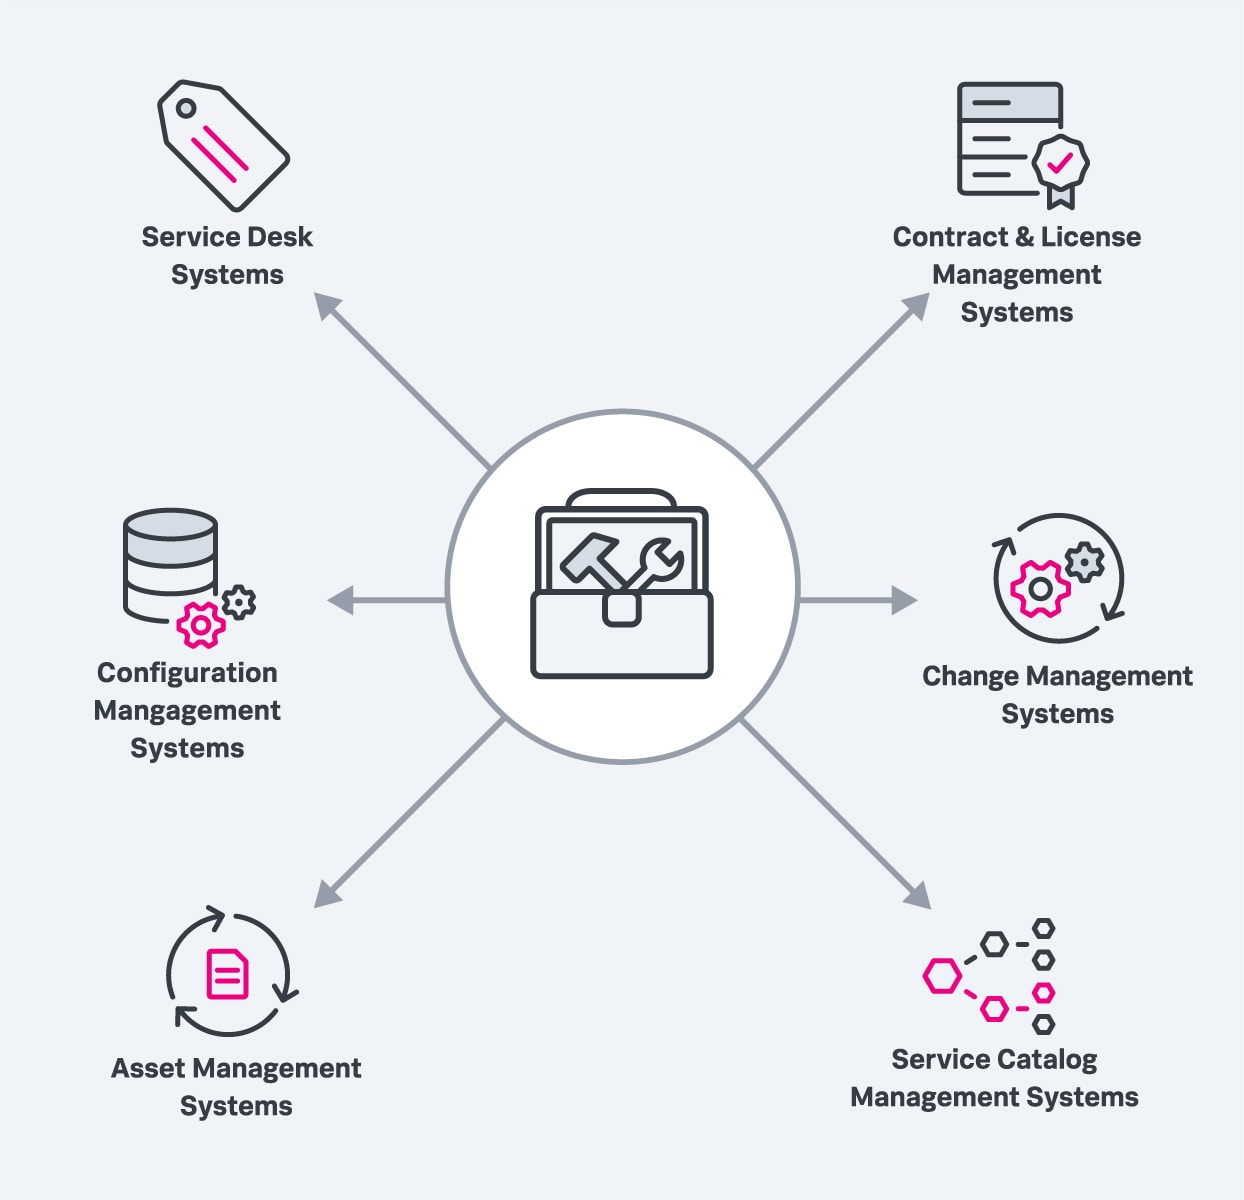 Service Desk
Systems
Contract & License
Management
Systems
Configuration
Mangagement
Systems
Change Management
Systems
Asset Management
Systems
Service Catalog
Management Systems